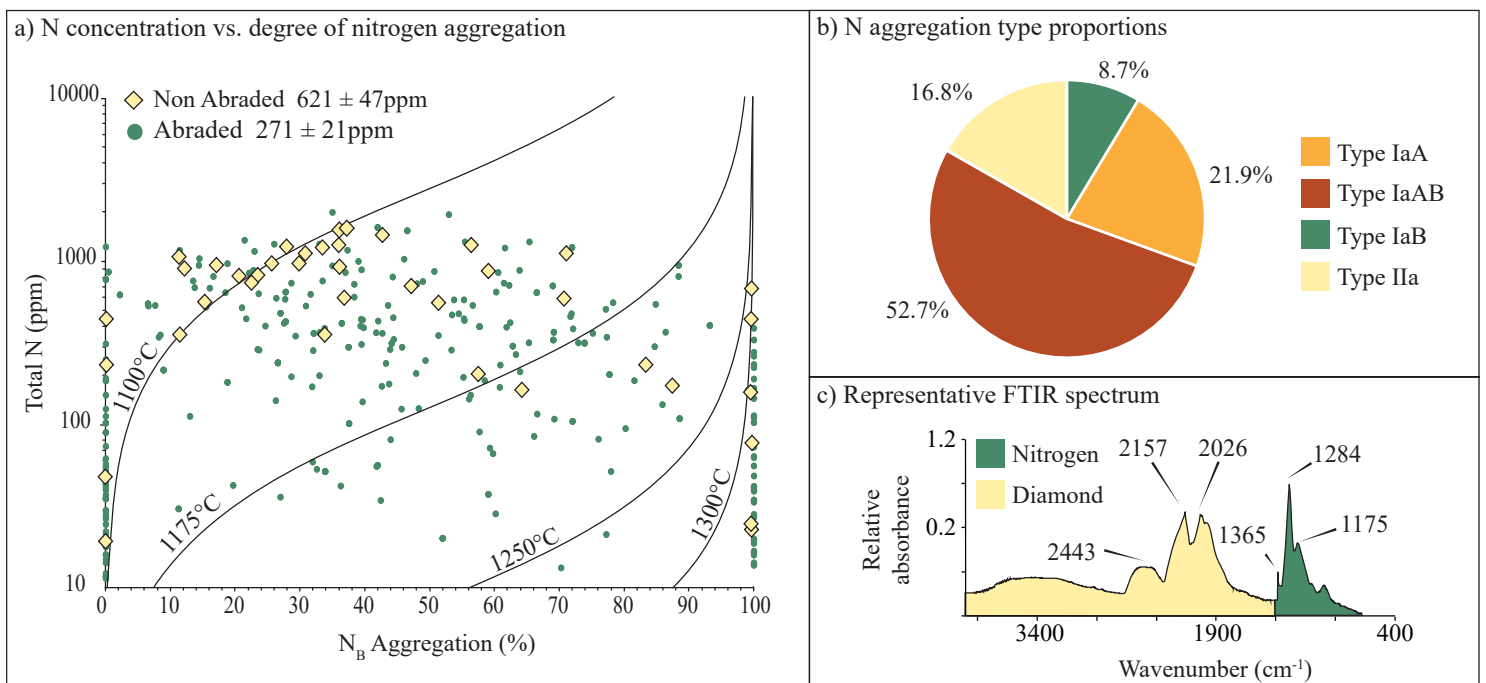 a) N concentration vs. degree of nitrogen aggregation
Non Abraded 621 ± 47ppm
Abraded 271 ± 21ppm
Total N (ppm)
10000
1000
100
10
1100°C
1175°C
1250°C
1300°C
0 10 20 30 40 50 60 70 80 90 100
N_B Aggregation (%)
b) N aggregation type proportions
8.7%
16.8%
21.9%
52.7%
Type IaA
Type IaAB
Type IaB
Type IIa
c) Representative FTIR spectrum
Nitrogen
Diamond
Relative
absorbance
1.2
0.2
2443
2157
2026
1365
1284
1175
3400 1900 400
Wavenumber (cm⁻¹)